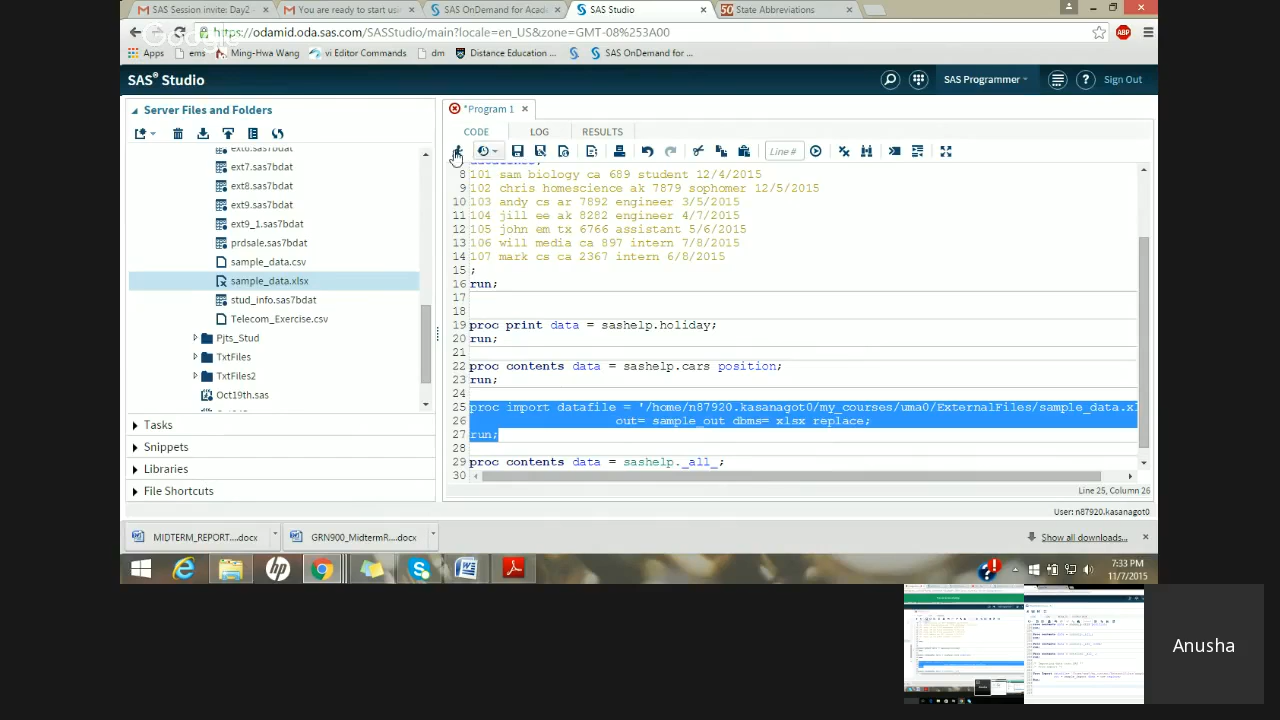 SAS Session invite: Day2 -
You are ready to start usi
SAS OnDemand for Acad
SAS Studio
State Abbreviations
https://odamid.oda.sas.com/SASStudio/main?locale=en_US&zone=GMT-08%253A00
Google
Apps ems Ming-Hwa Wang vi Editor Commands dm Distance Education ... SAS OnDemand for ...
SAS® Studio
SAS Programmer
Sign Out
Server Files and Folders
*Program 1
CODE LOG RESULTS
Line #
ext6.sas7bdat
ext7.sas7bdat
ext8.sas7bdat
ext9.sas7bdat
ext9_1.sas7bdat
prdsale.sas7bdat
sample_data.csv
sample_data.xlsx
stud_info.sas7bdat
Telecom_Exercise.csv
Pjts_Stud
TxtFiles
TxtFiles2
Oct19th.sas
Tasks
Snippets
Libraries
File Shortcuts
8 101 sam biology ca 689 student 12/4/2015
9 102 chris homescience ak 7879 sophomer 12/5/2015
10 103 andy cs ar 7892 engineer 3/5/2015
11 104 jill ee ak 8282 engineer 4/7/2015
12 105 john em tx 6766 assistant 5/6/2015
13 106 will media ca 897 intern 7/8/2015
14 107 mark cs ca 2367 intern 6/8/2015
15 ;
16 run;
17
18
19 proc print data = sashelp.holiday;
20 run;
21
22 proc contents data = sashelp.cars position;
23 run;
24
25 proc import datafile = '/home/n87920.kasanagot0/my_courses/uma0/ExternalFiles/sample_data.xl
26 out= sample_out dbms= xlsx replace;
27 run;
28
29 proc contents data = sashelp._all_;
30
Line 25, Column 26
User: n87920.kasanagot0
MIDTERM_REPORT....docx
GRN900_MidtermR....docx
Show all downloads...
7:33 PM
11/7/2015
Anusha